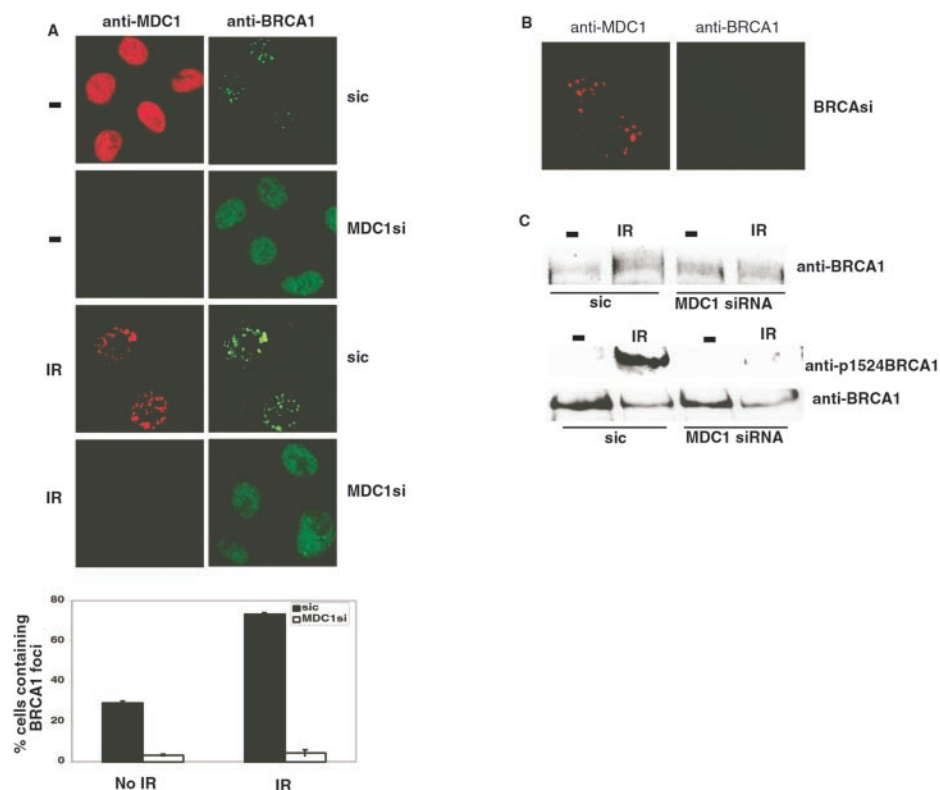 A
anti-MDC1 anti-BRCA1
- sic
- MDC1si
IR sic
IR MDC1si
80
60
40
20
0
% cells containing
BRCA1 foci
sic
MDC1si
No IR IR
B
anti-MDC1 anti-BRCA1
BRCAsi
C
- IR - IR
anti-BRCA1
sic MDC1 siRNA
- IR - IR
anti-p1524BRCA1
anti-BRCA1
sic MDC1 siRNA